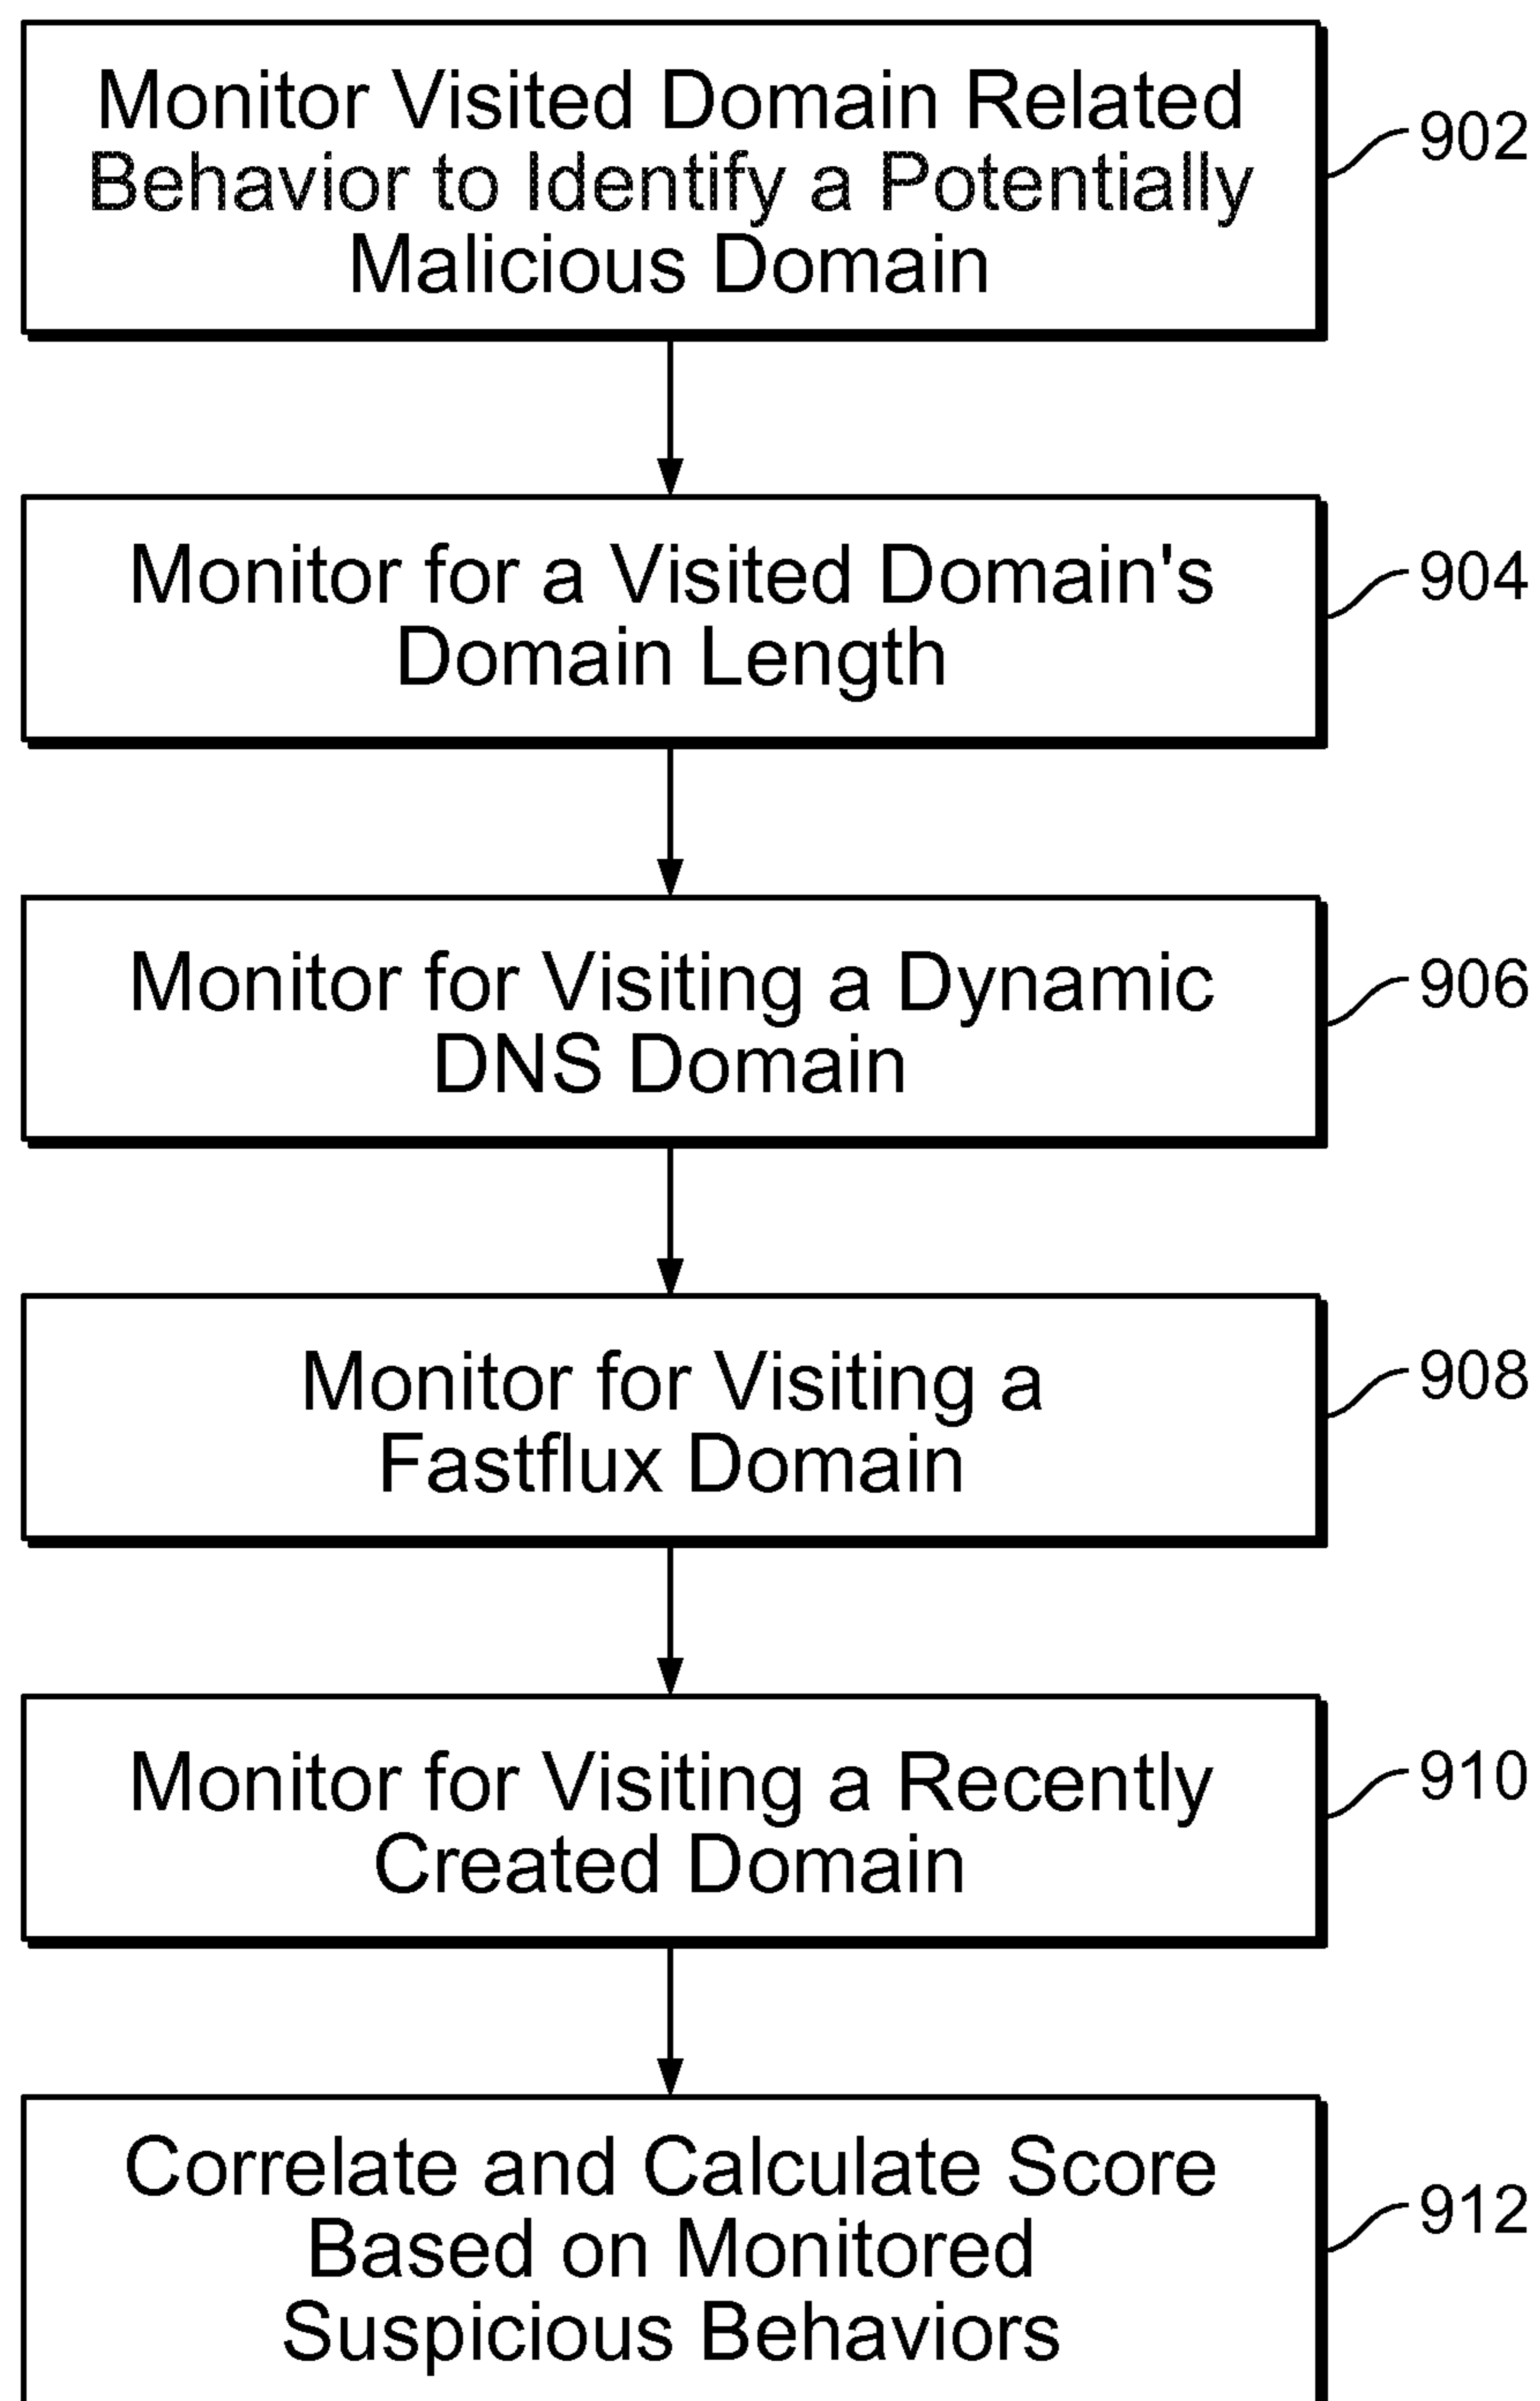 Monitor Visited Domain Related
Behavior to Identify a Potentially
Malicious Domain
902
Monitor for a Visited Domain's
Domain Length
904
Monitor for Visiting a Dynamic
DNS Domain
906
Monitor for Visiting a
Fastflux Domain
908
Monitor for Visiting a Recently
Created Domain
910
Correlate and Calculate Score
Based on Monitored
Suspicious Behaviors
912